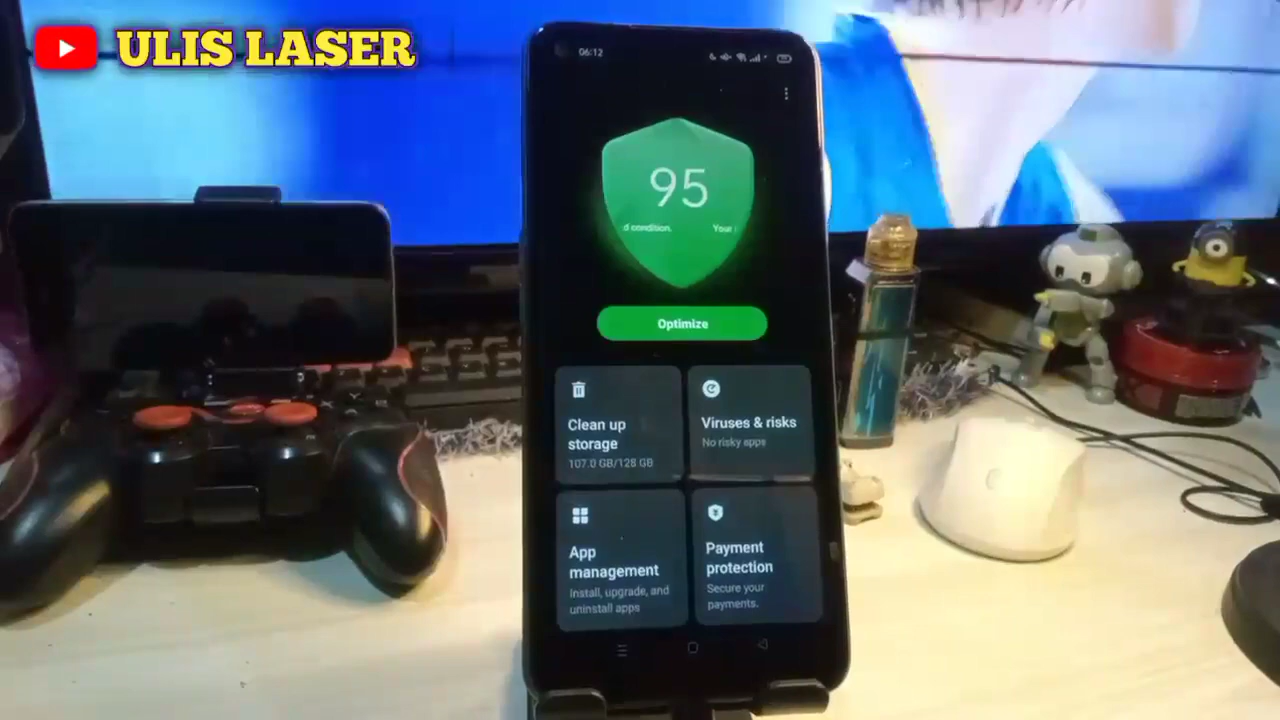 ULIS LASER
06:12
95
d condition. Your
Optimize
Clean up
storage
107.0 GB/128 GB
Viruses & risks
No risky apps
App
management
Install, upgrade, and
uninstall apps
Payment
protection
Secure your
payments.